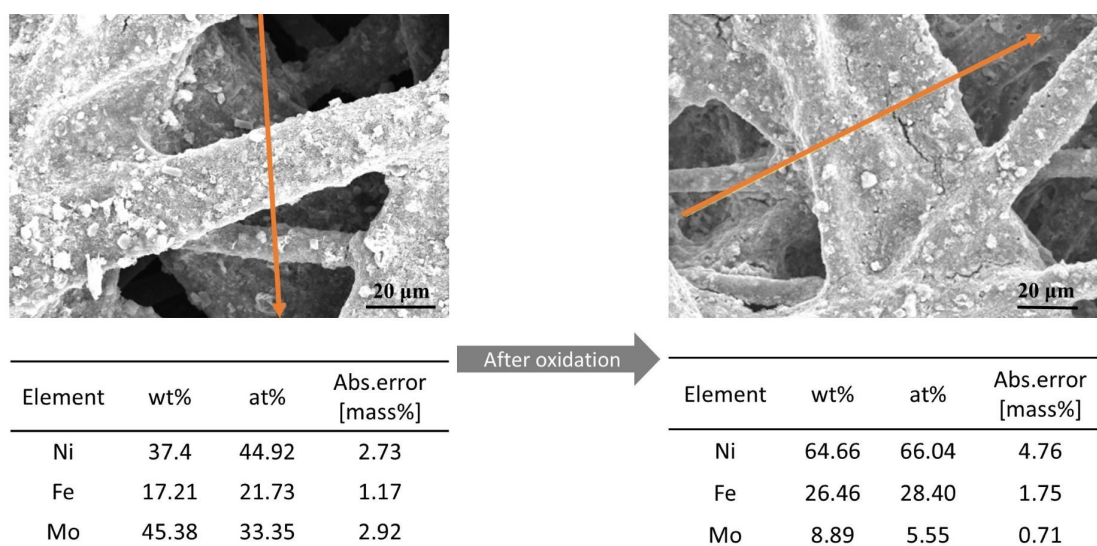 20 μm
20 μm
After oxidation
Element wt% at% Abs.error [mass%]
Ni 37.4 44.92 2.73
Fe 17.21 21.73 1.17
Mo 45.38 33.35 2.92
Element wt% at% Abs.error [mass%]
Ni 64.66 66.04 4.76
Fe 26.46 28.40 1.75
Mo 8.89 5.55 0.71